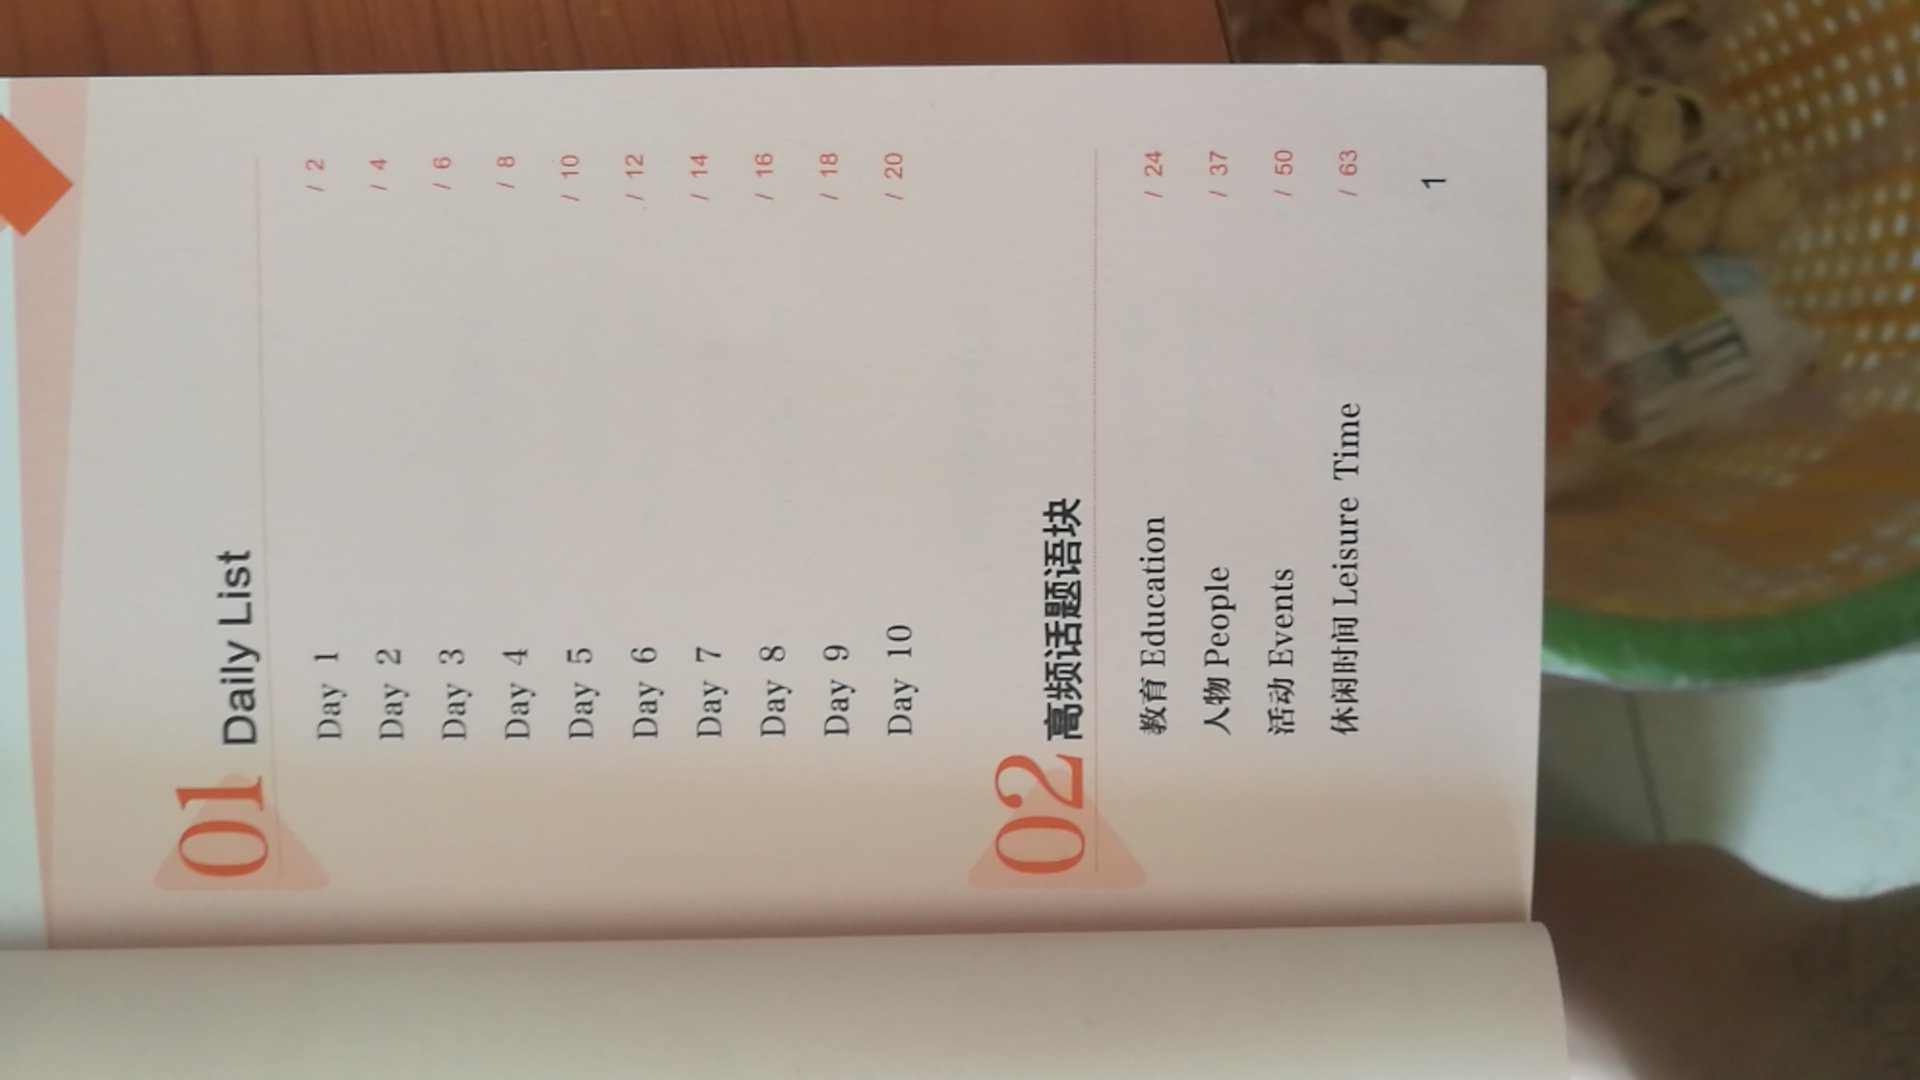 01 Daily List
Day 1 / 2
Day 2 / 4
Day 3 / 6
Day 4 / 8
Day 5 / 10
Day 6 / 12
Day 7 / 14
Day 8 / 16
Day 9 / 18
Day 10 / 20
02 高频话题语块
教育 Education / 24
人物 People / 37
活动 Events / 50
休闲时间 Leisure Time / 63
1